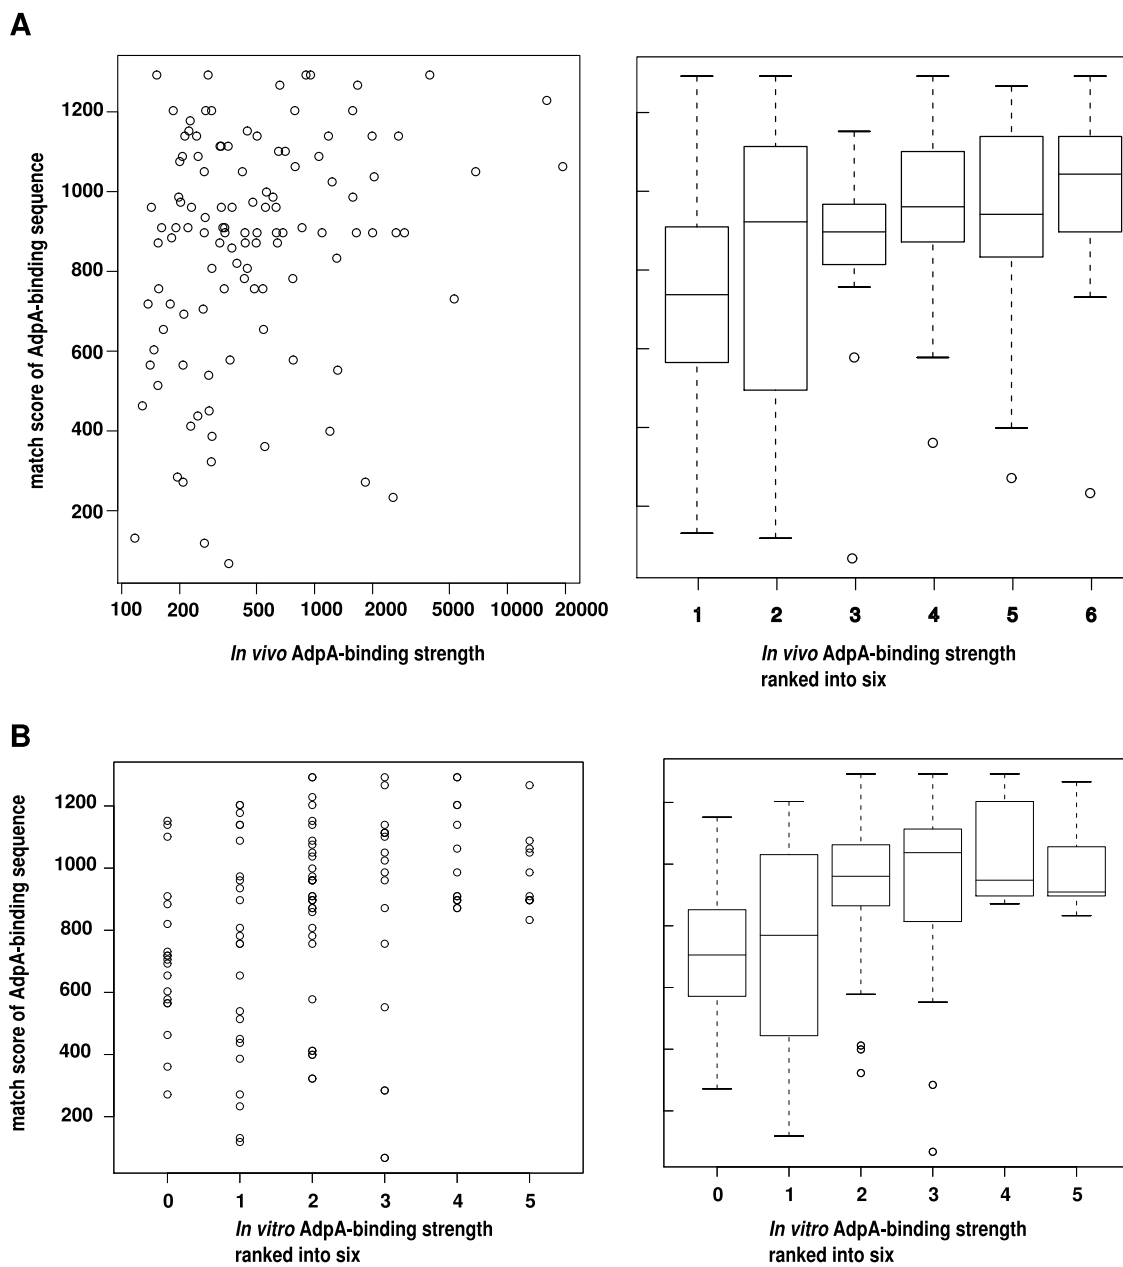 A
match score of AdpA-binding sequence
1200
1000
800
600
400
200
100 200 500 1000 2000 5000 10000 20000
In vivo AdpA-binding strength
1 2 3 4 5 6
In vivo AdpA-binding strength
ranked into six
B
match score of AdpA-binding sequence
1200
1000
800
600
400
200
0 1 2 3 4 5
In vitro AdpA-binding strength
ranked into six
0 1 2 3 4 5
In vitro AdpA-binding strength
ranked into six